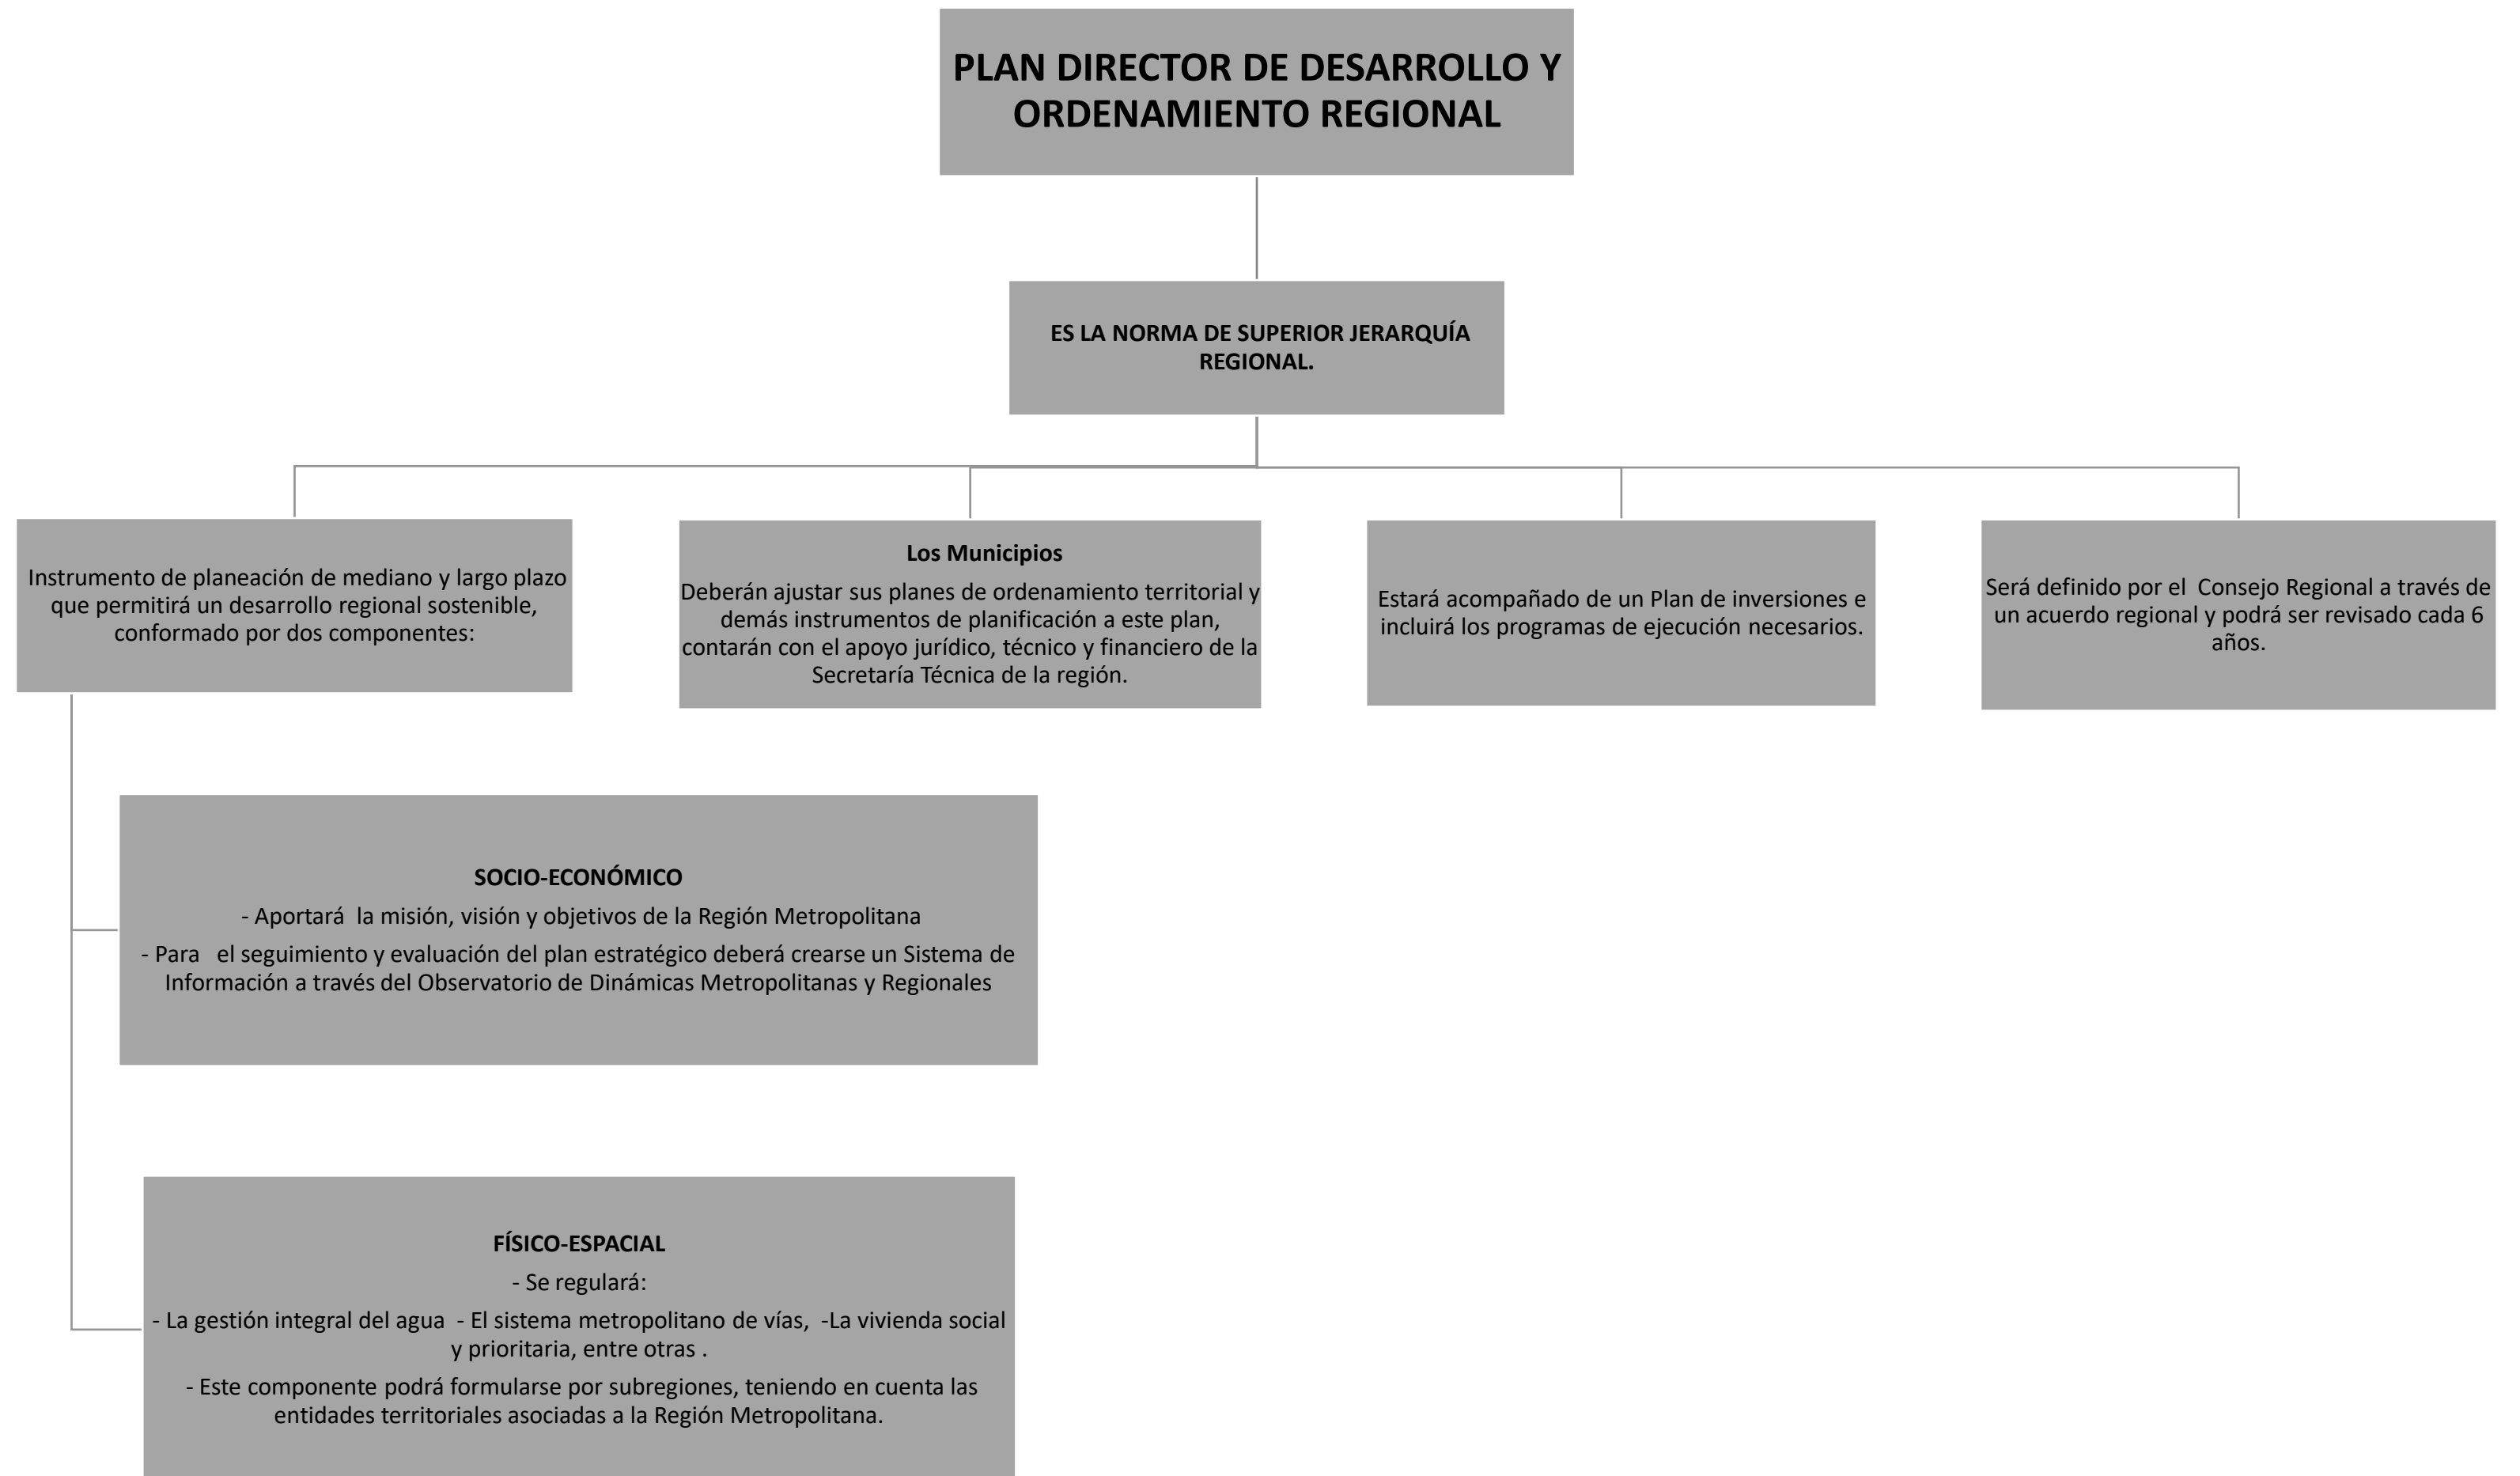 PLAN DIRECTOR DE DESARROLLO Y
ORDENAMIENTO REGIONAL
ES LA NORMA DE SUPERIOR JERARQUÍA
REGIONAL.
Instrumento de planeación de mediano y largo plazo
que permitirá un desarrollo regional sostenible,
conformado por dos componentes:
Los Municipios
Deberán ajustar sus planes de ordenamiento territorial y
demás instrumentos de planificación a este plan,
contarán con el apoyo jurídico, técnico y financiero de la
Secretaría Técnica de la región.
Estará acompañado de un Plan de inversiones e
incluirá los programas de ejecución necesarios.
Será definido por el Consejo Regional a través de
un acuerdo regional y podrá ser revisado cada 6
años.
SOCIO-ECONÓMICO
- Aportará la misión, visión y objetivos de la Región Metropolitana
- Para el seguimiento y evaluación del plan estratégico deberá crearse un Sistema de
Información a través del Observatorio de Dinámicas Metropolitanas y Regionales
FÍSICO-ESPACIAL
- Se regulará:
- La gestión integral del agua - El sistema metropolitano de vías, -La vivienda social
y prioritaria, entre otras .
- Este componente podrá formularse por subregiones, teniendo en cuenta las
entidades territoriales asociadas a la Región Metropolitana.